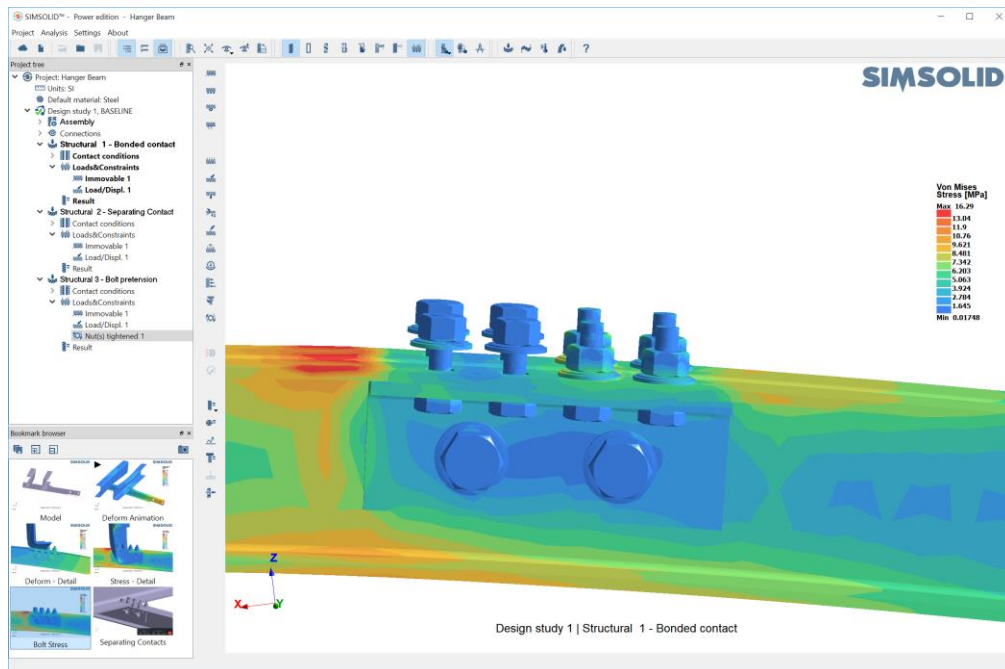 SIMSOLID™ - Power edition - Hanger Beam
Project Analysis Settings About
Project tree
Project: Hanger Beam
Units: SI
Default material: Steel
Design study 1, BASELINE
Assembly
Connections
Structural 1 - Bonded contact
Contact conditions
Loads&Constraints
Immovable 1
Load/Displ. 1
Result
Structural 2 - Separating Contact
Contact conditions
Loads&Constraints
Immovable 1
Load/Displ. 1
Result
Structural 3 - Bolt pretension
Contact conditions
Loads&Constraints
Immovable 1
Load/Displ. 1
Nut(s) tightened 1
Result
Bookmark browser
Model
Deform Animation
Deform - Detail
Stress - Detail
Bolt Stress
Separating Contacts
SIMSOLID
Von Mises
Stress [MPa]
Max 16.29
13.04
11.9
10.76
9.621
8.481
7.342
6.203
5.063
3.924
2.784
1.645
Min 0.01748
Z
X
Y
Design study 1 | Structural 1 - Bonded contact